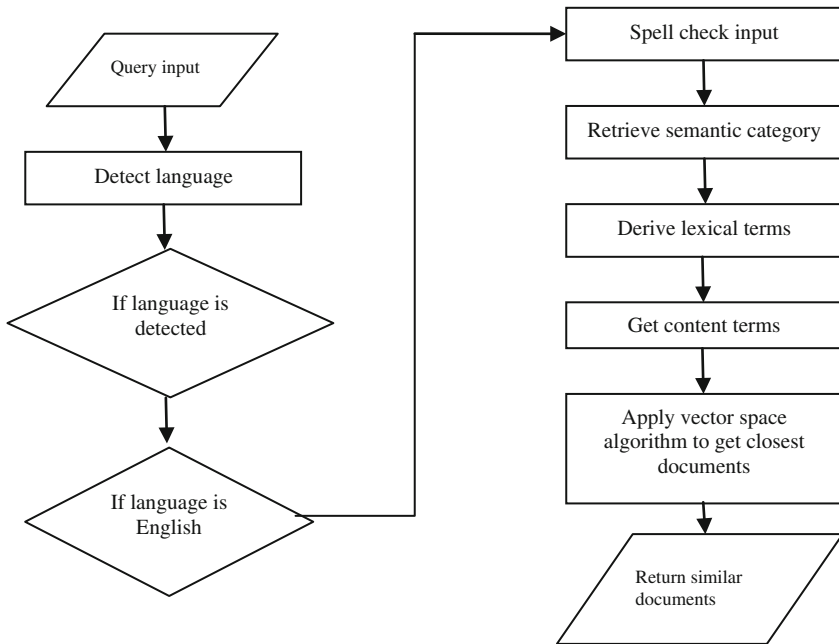 Query input
Detect language
If language is
detected
If language is
English
Spell check input
Retrieve semantic category
Derive lexical terms
Get content terms
Apply vector space
algorithm to get closest
documents
Return similar
documents